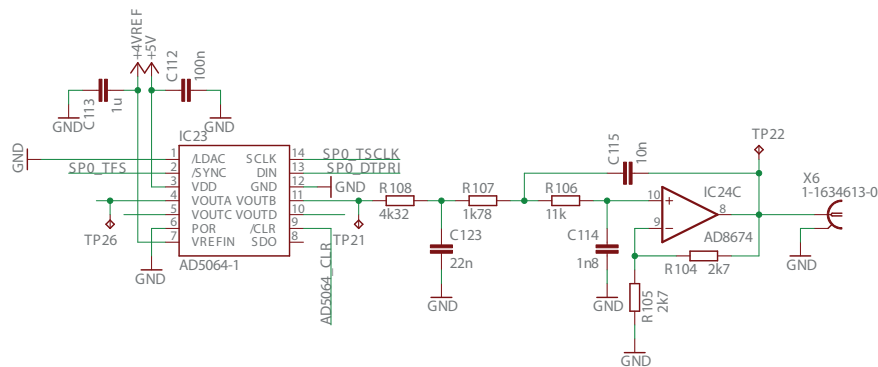 +4VREF
+5V
C112
100n
C113
1u
GND
GND
IC23
GND
1 /LDAC SCLK 14 SP0_TSCLK
SP0_TFS 2 /SYNC DIN 13 SP0_DTPRI
3 VDD GND 12 GND
4 VOUTA VOUTB 11
5 VOUTC VOUTD 10
6 POR /CLR 9
7 VREFIN SDO 8
AD5064-1
TP26
GND
AD5064_CLR
TP21
R108
4k32
R107
1k78
R106
11k
C123
22n
GND
C114
1n8
GND
C115
10n
TP22
IC24C
10
+
9
-
8
AD8674
R104 2k7
R105
2k7
GND
X6
1-1634613-0
GND